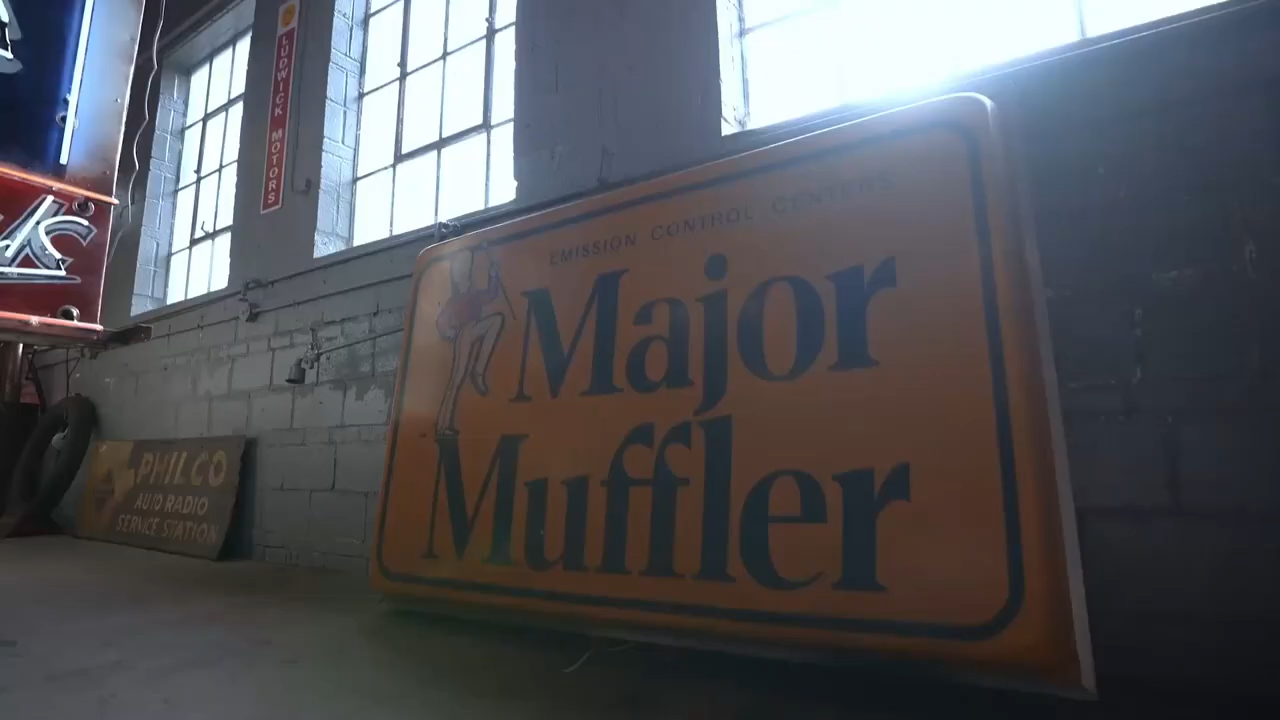 LUDWICK MOTORS
EMISSION CONTROL CENTERS
Major
Muffler
PHILCO
AUTO RADIO
SERVICE STATION